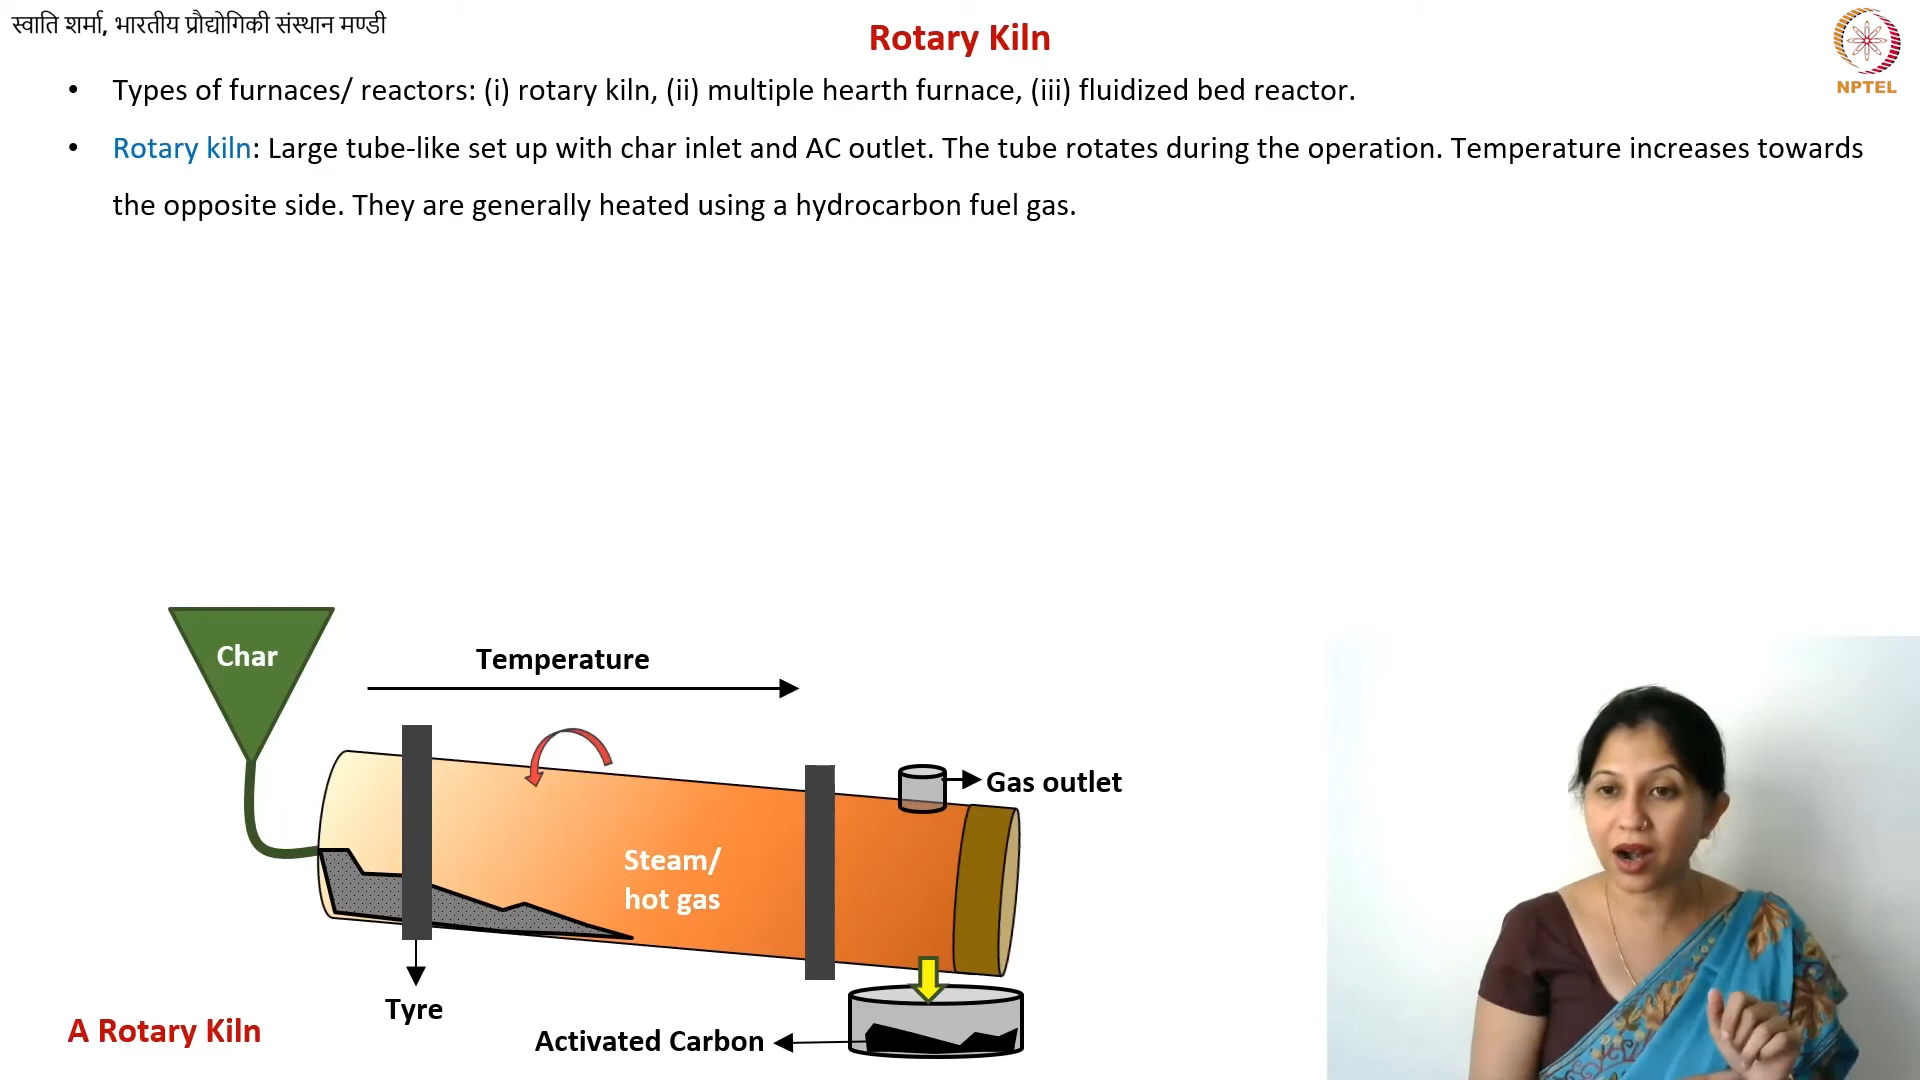 स्वाति शर्मा, भारतीय प्रौद्योगिकी संस्थान मण्डी
Rotary Kiln
NPTEL
• Types of furnaces/ reactors: (i) rotary kiln, (ii) multiple hearth furnace, (iii) fluidized bed reactor.
• Rotary kiln: Large tube-like set up with char inlet and AC outlet. The tube rotates during the operation. Temperature increases towards
the opposite side. They are generally heated using a hydrocarbon fuel gas.
Char
Temperature
Gas outlet
Steam/
hot gas
Tyre
Activated Carbon
A Rotary Kiln